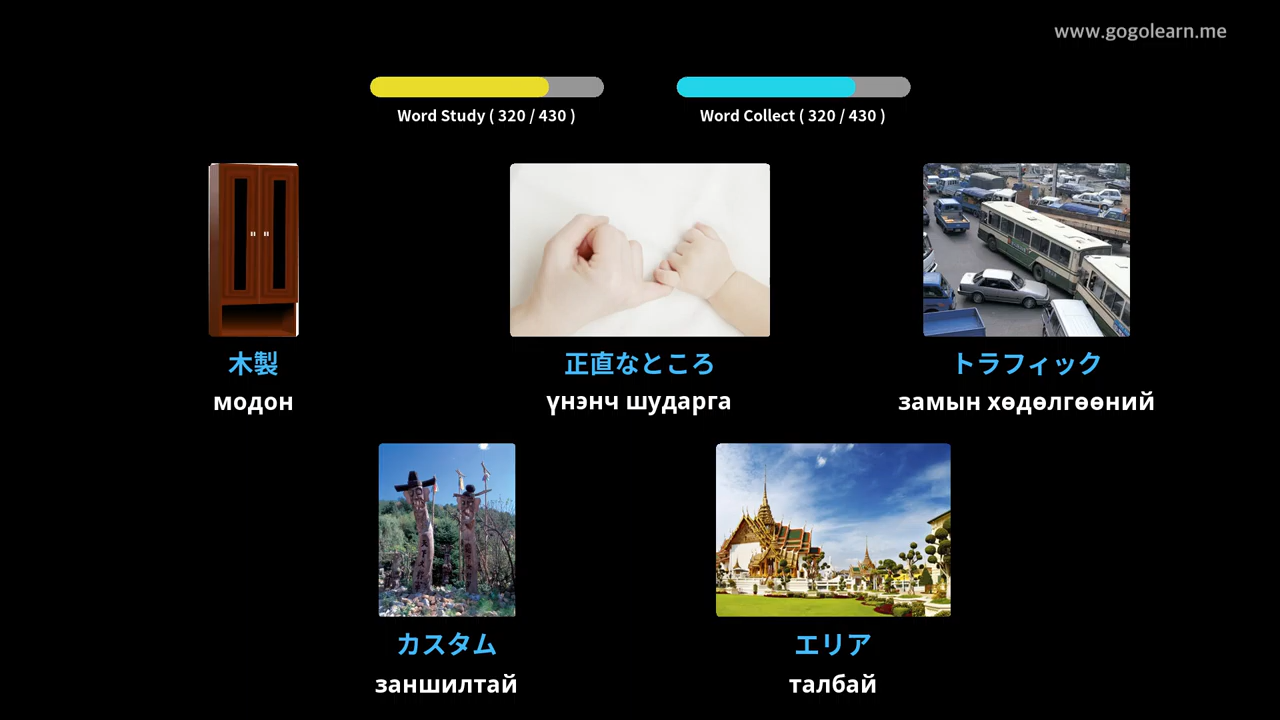 www.gogolearn.me
Word Study ( 320 / 430 )
Word Collect ( 320 / 430 )
木製
正直なところ
トラフィック
модон
үнэнч шударга
замын хөдөлгөөний
カスタム
エリア
заншилтай
талбай